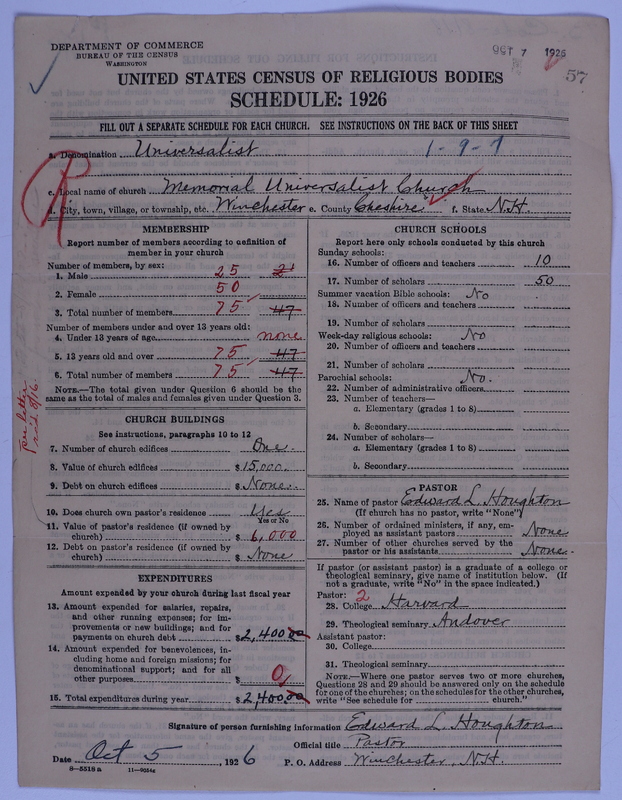 DEPARTMENT OF COMMERCE
BUREAU OF THE CENSUS
WASHINGTON
OCT 7 1926
57
UNITED STATES CENSUS OF RELIGIOUS BODIES
SCHEDULE: 1926
FILL OUT A SEPARATE SCHEDULE FOR EACH CHURCH. SEE INSTRUCTIONS ON THE BACK OF THIS SHEET
a. Denomination Universalist 1-9-1
R
c. Local name of church Memorial Universalist Church
d. City, town, village, or township, etc. Winchester e. County Cheshire f. State N.H.
MEMBERSHIP
Report number of members according to definition of
member in your church
Number of members, by sex:
1. Male 25
2. Female 50
3. Total number of members 75 47
Number of members under and over 13 years old:
4. Under 13 years of age none
5. 13 years old and over 75 47
6. Total number of members 75 47
NOTE.—The total given under Question 6 should be the
same as the total of males and females given under Question 3.
per letter
CHURCH BUILDINGS
See instructions, paragraphs 10 to 12
7. Number of church edifices One
8. Value of church edifices $15,000.
9. Debt on church edifices $None.
10. Does church own pastor's residence Yes
Yes or No
11. Value of pastor's residence (if owned by
church) $6,000
12. Debt on pastor's residence (if owned by
church) $None
EXPENDITURES
Amount expended by your church during last fiscal year
13. Amount expended for salaries, repairs,
and other running expenses; for im-
provements or new buildings; and for
payments on church debt $2,400.00
14. Amount expended for benevolences, in-
cluding home and foreign missions; for
denominational support; and for all
other purposes $0
15. Total expenditures during year $2,400.00
CHURCH SCHOOLS
Report here only schools conducted by this church
Sunday schools:
16. Number of officers and teachers 10
17. Number of scholars 50
Summer vacation Bible schools: No
18. Number of officers and teachers
19. Number of scholars
Week-day religious schools: No
20. Number of officers and teachers
21. Number of scholars
Parochial schools: No.
22. Number of administrative officers
23. Number of teachers—
a. Elementary (grades 1 to 8)
b. Secondary
24. Number of scholars—
a. Elementary (grades 1 to 8)
b. Secondary
PASTOR
25. Name of pastor Edward L. Houghton
(If church has no pastor, write "None")
26. Number of ordained ministers, if any, em-
ployed as assistant pastors None
27. Number of other churches served by the
pastor or his assistants None.
If pastor (or assistant pastor) is a graduate of a college or
theological seminary, give name of institution below. (If
not a graduate, write "No" in the space indicated.)
Pastor: 2
28. College Harvard
29. Theological seminary Andover
Assistant pastor:
30. College
31. Theological seminary
NOTE.—Where one pastor serves two or more churches,
Questions 28 and 29 should be answered only on the schedule
for one of the churches; on the schedules for the other churches,
write "See schedule for church."
Signature of person furnishing information Edward L. Houghton
Official title Pastor
Date Oct 5, 1926 P. O. Address Winchester, N.H.
8—5518a 11—9054c